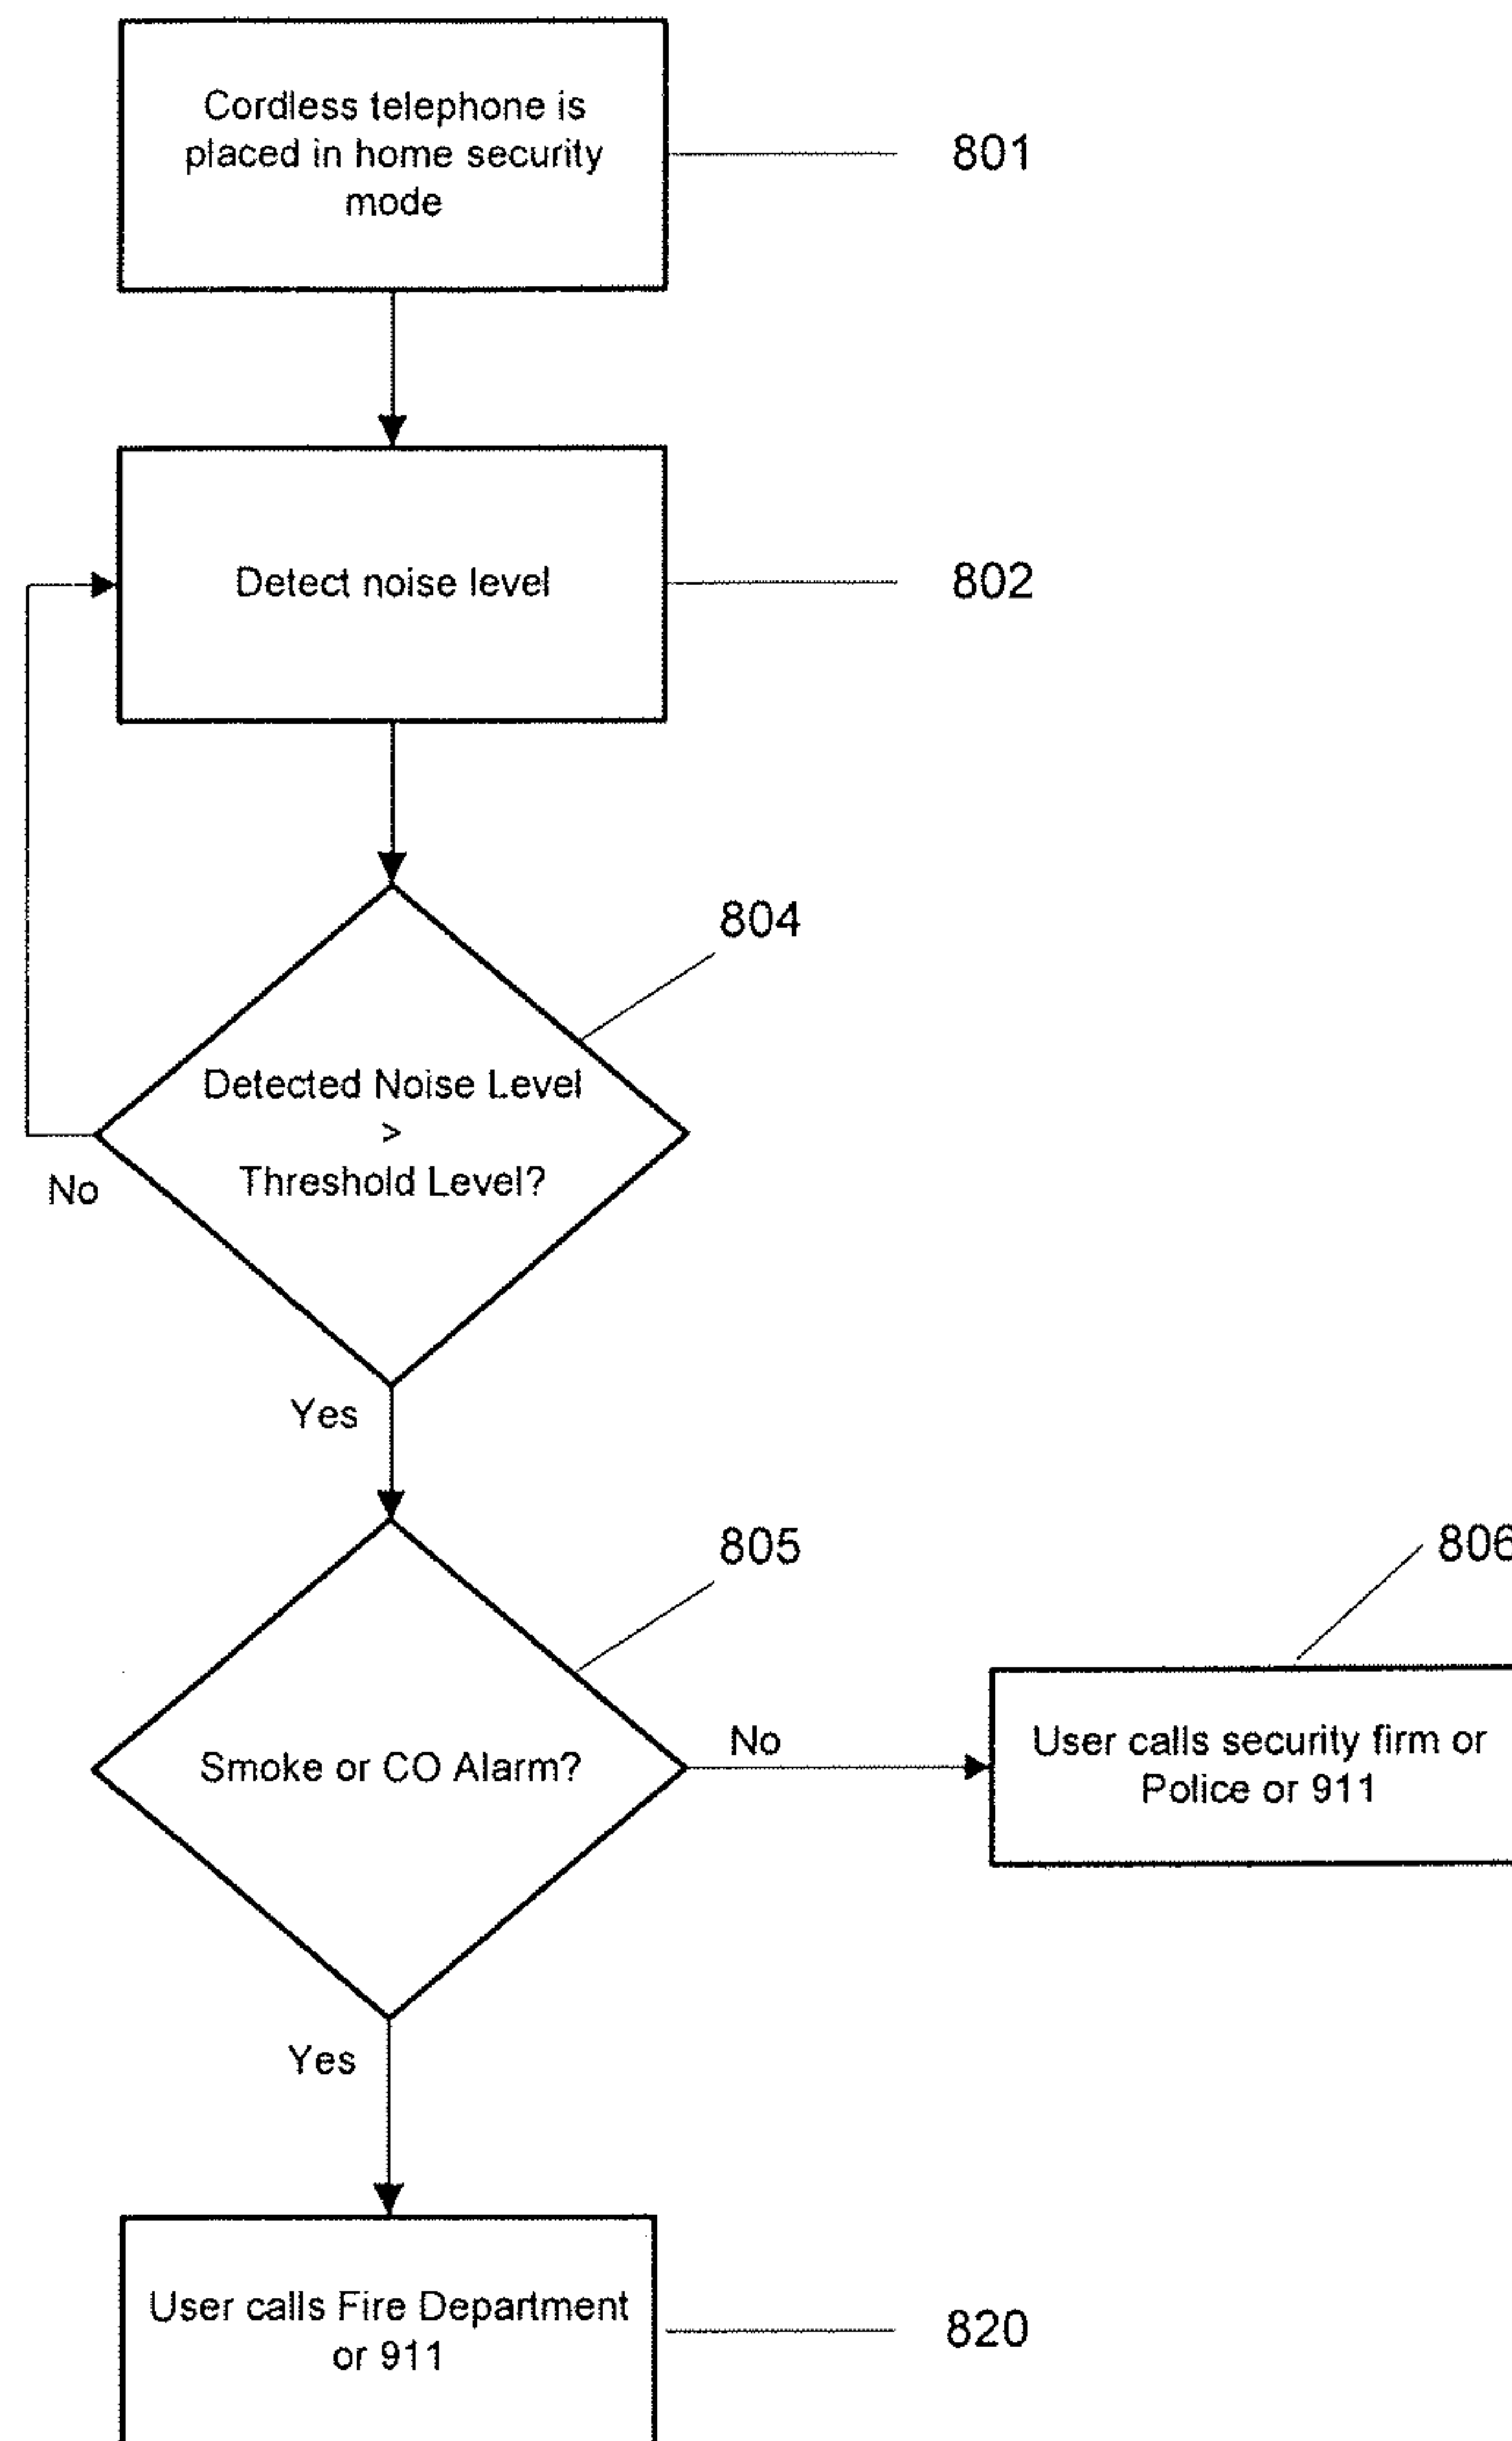 Cordless telephone is
placed in home security
mode
801
Detect noise level
802
804
Detected Noise Level
>
Threshold Level?
No
Yes
805
806
Smoke or CO Alarm?
No
User calls security firm or
Police or 911
Yes
User calls Fire Department
or 911
820